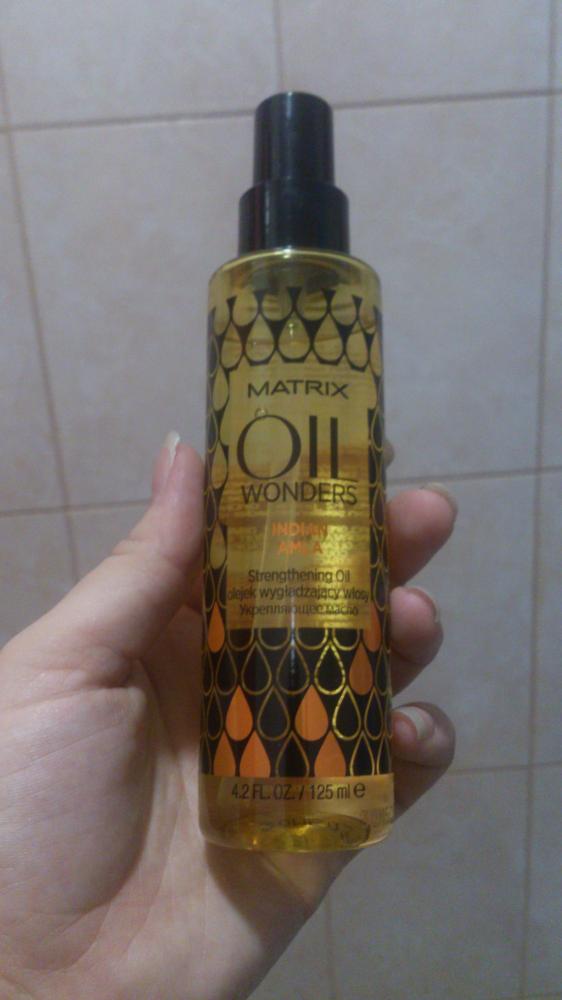 MATRIX
OIL
WONDERS
INDIAN
AMLA
Strengthening Oil
olejek wygładzający włosy
Укрепляющее масло
4.2 FL. OZ. / 125 ml e